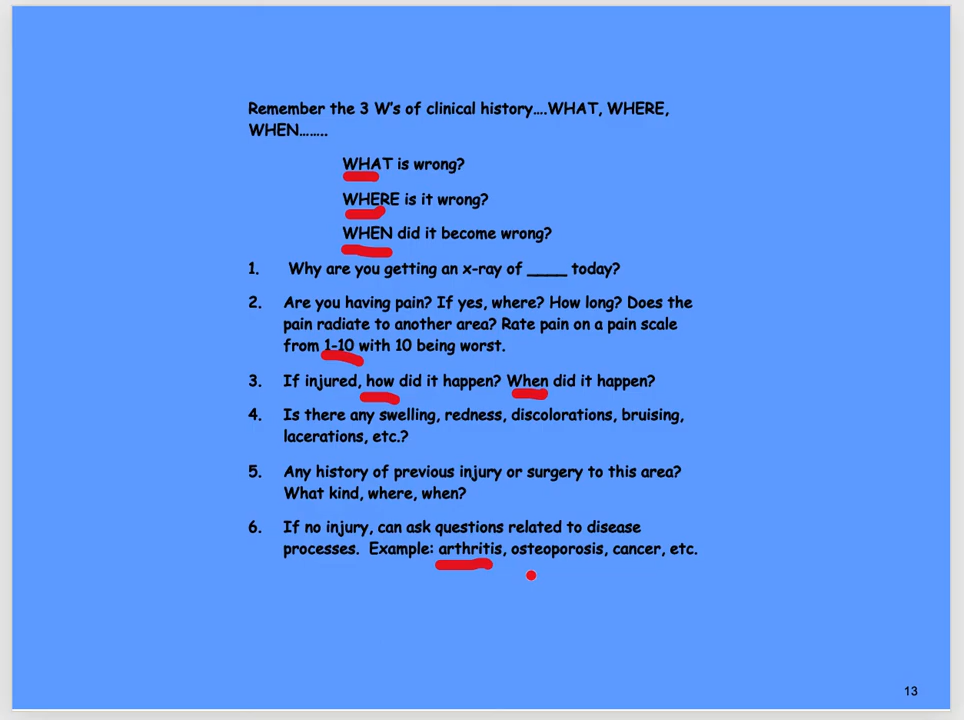 Remember the 3 W's of clinical history....WHAT, WHERE,
WHEN........
WHAT is wrong?
WHERE is it wrong?
WHEN did it become wrong?
1. Why are you getting an x-ray of ____ today?
2. Are you having pain? If yes, where? How long? Does the
pain radiate to another area? Rate pain on a pain scale
from 1-10 with 10 being worst.
3. If injured, how did it happen? When did it happen?
4. Is there any swelling, redness, discolorations, bruising,
lacerations, etc.?
5. Any history of previous injury or surgery to this area?
What kind, where, when?
6. If no injury, can ask questions related to disease
processes. Example: arthritis, osteoporosis, cancer, etc.
13